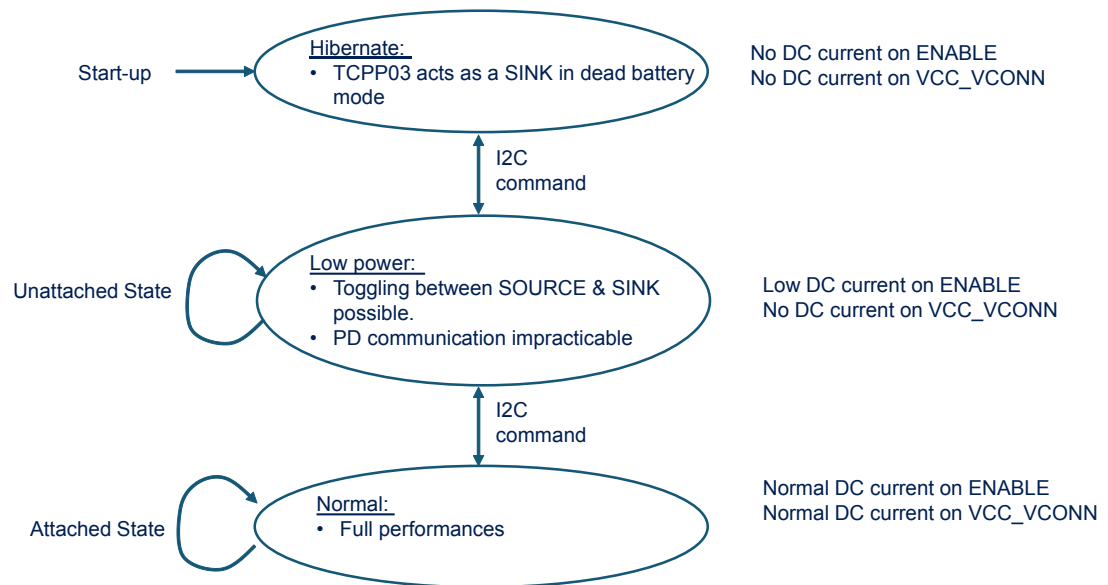 Start-up
Hibernate:
• TCPP03 acts as a SINK in dead battery
mode
No DC current on ENABLE
No DC current on VCC_VCONN
I2C
command
Unattached State
Low power:
• Toggling between SOURCE & SINK
possible.
• PD communication impracticable
Low DC current on ENABLE
No DC current on VCC_VCONN
I2C
command
Attached State
Normal:
• Full performances
Normal DC current on ENABLE
Normal DC current on VCC_VCONN